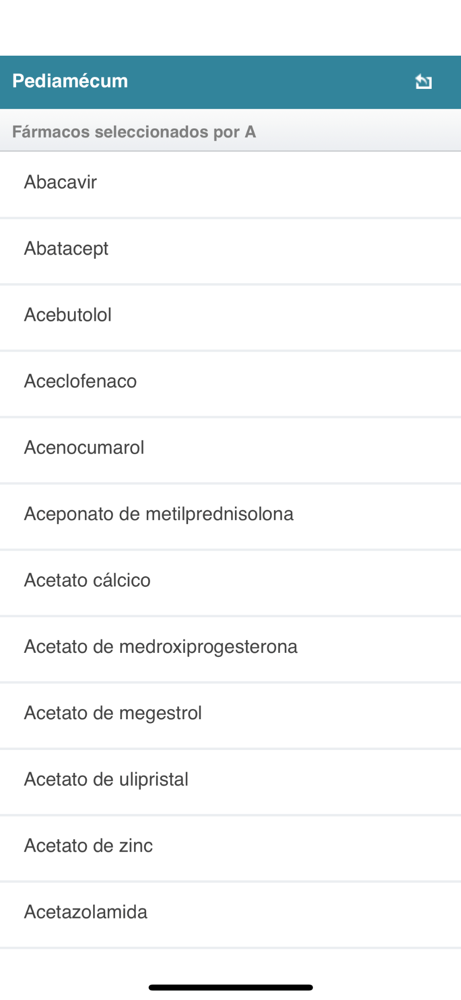 Pediamécum
Fármacos seleccionados por A
Abacavir
Abatacept
Acebutolol
Aceclofenaco
Acenocumarol
Aceponato de metilprednisolona
Acetato cálcico
Acetato de medroxiprogesterona
Acetato de megestrol
Acetato de ulipristal
Acetato de zinc
Acetazolamida